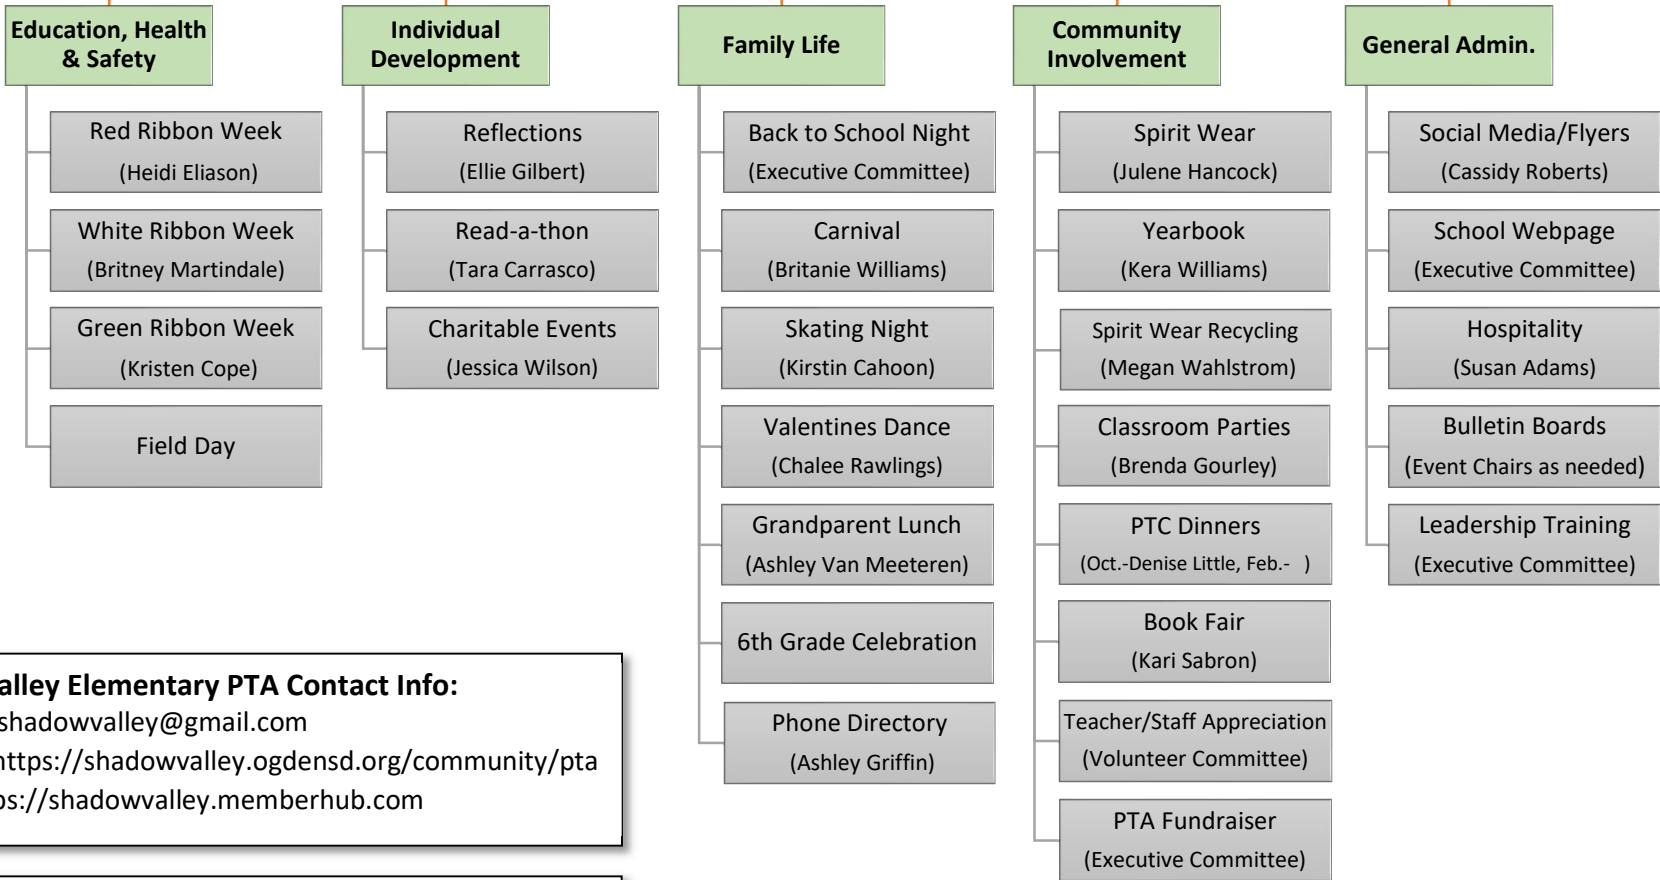 Education, Health
& Safety
Red Ribbon Week
(Heidi Eliason)
White Ribbon Week
(Britney Martindale)
Green Ribbon Week
(Kristen Cope)
Field Day
Individual
Development
Reflections
(Ellie Gilbert)
Read-a-thon
(Tara Carrasco)
Charitable Events
(Jessica Wilson)
Family Life
Back to School Night
(Executive Committee)
Carnival
(Britanie Williams)
Skating Night
(Kirstin Cahoon)
Valentines Dance
(Chalee Rawlings)
Grandparent Lunch
(Ashley Van Meeteren)
6th Grade Celebration
Phone Directory
(Ashley Griffin)
Community
Involvement
Spirit Wear
(Julene Hancock)
Yearbook
(Kera Williams)
Spirit Wear Recycling
(Megan Wahlstrom)
Classroom Parties
(Brenda Gourley)
PTC Dinners
(Oct.-Denise Little, Feb.-  )
Book Fair
(Kari Sabron)
Teacher/Staff Appreciation
(Volunteer Committee)
PTA Fundraiser
(Executive Committee)
General Admin.
Social Media/Flyers
(Cassidy Roberts)
School Webpage
(Executive Committee)
Hospitality
(Susan Adams)
Bulletin Boards
(Event Chairs as needed)
Leadership Training
(Executive Committee)
alley Elementary PTA Contact Info:
shadowvalley@gmail.com
https://shadowvalley.ogdensd.org/community/pta
ps://shadowvalley.memberhub.com